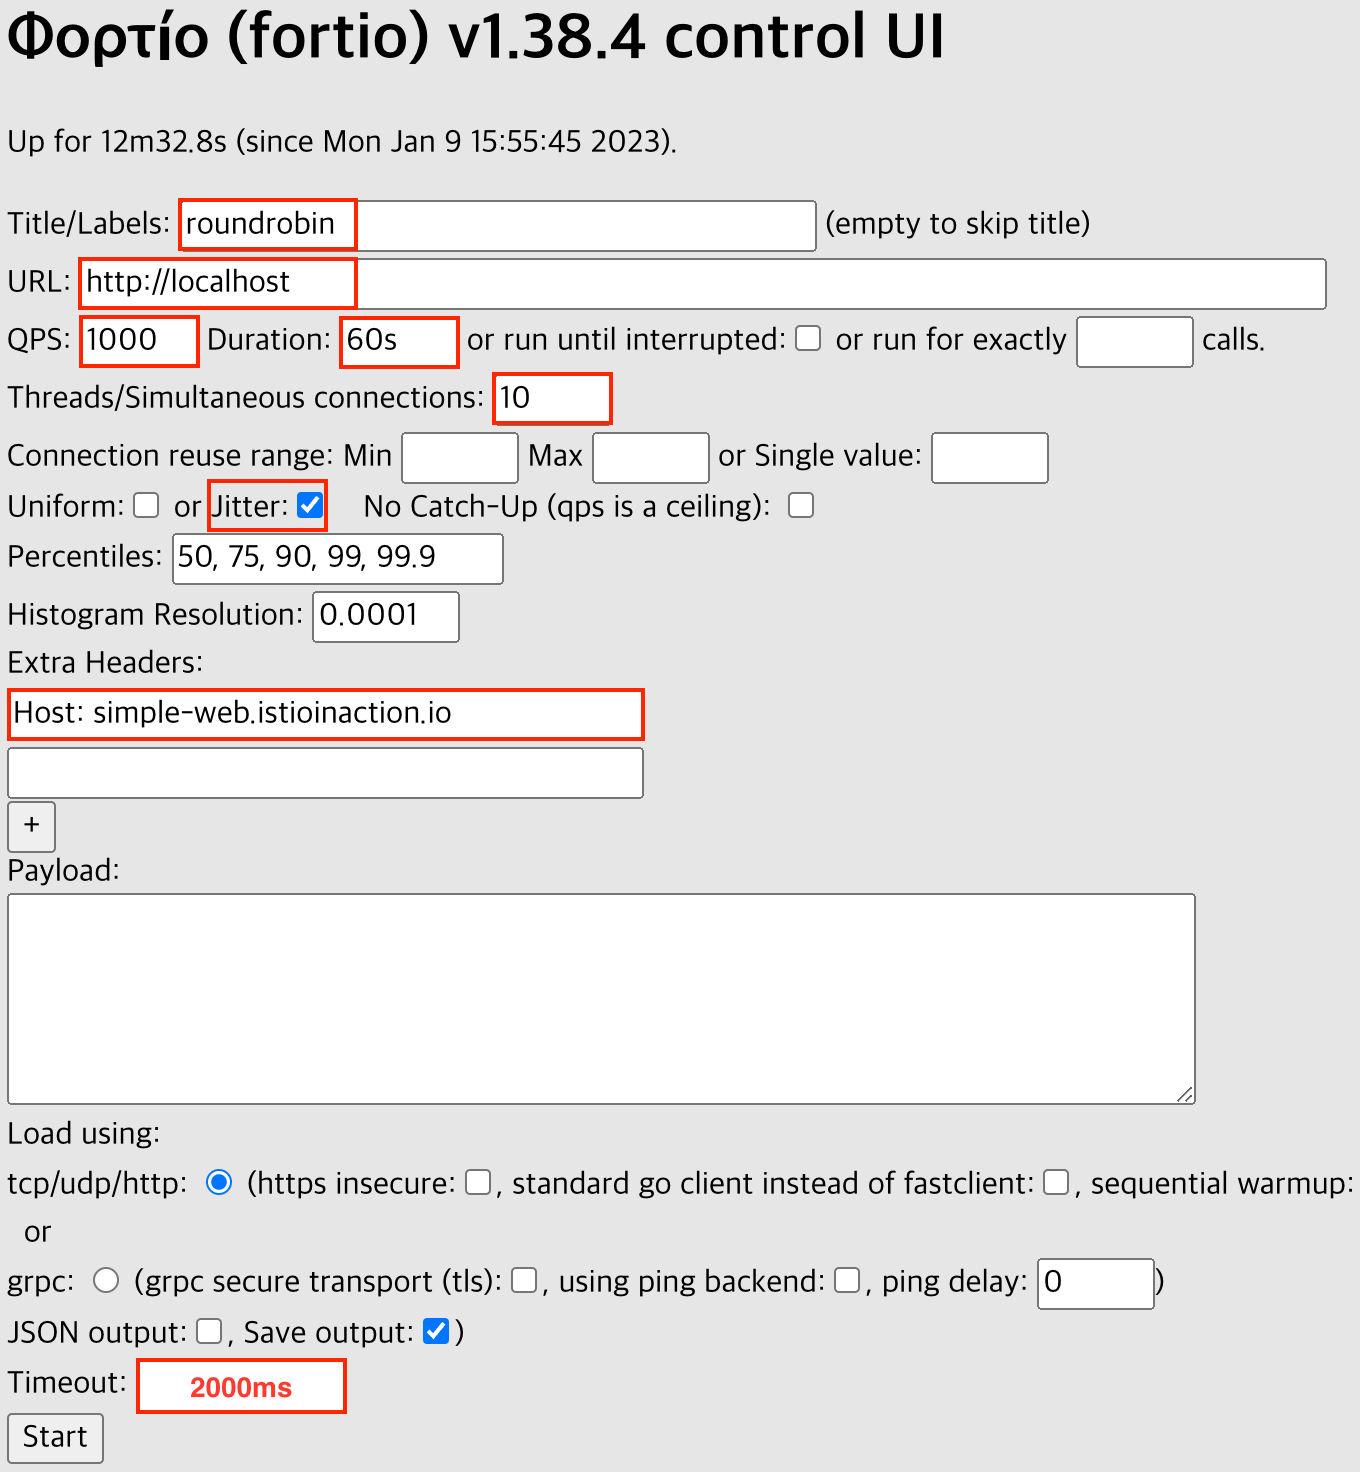 Φορτίο (fortio) v1.38.4 control UI
Up for 12m32.8s (since Mon Jan 9 15:55:45 2023).
Title/Labels: roundrobin (empty to skip title)
URL: http://localhost
QPS: 1000 Duration: 60s or run until interrupted: or run for exactly calls.
Threads/Simultaneous connections: 10
Connection reuse range: Min Max or Single value:
Uniform: or Jitter: No Catch-Up (qps is a ceiling):
Percentiles: 50, 75, 90, 99, 99.9
Histogram Resolution: 0.0001
Extra Headers:
Host: simple-web.istioinaction.io
+
Payload:
Load using:
tcp/udp/http: (https insecure: , standard go client instead of fastclient: , sequential warmup:
or
grpc: (grpc secure transport (tls): , using ping backend: , ping delay: 0 )
JSON output: , Save output: )
Timeout: 2000ms
Start